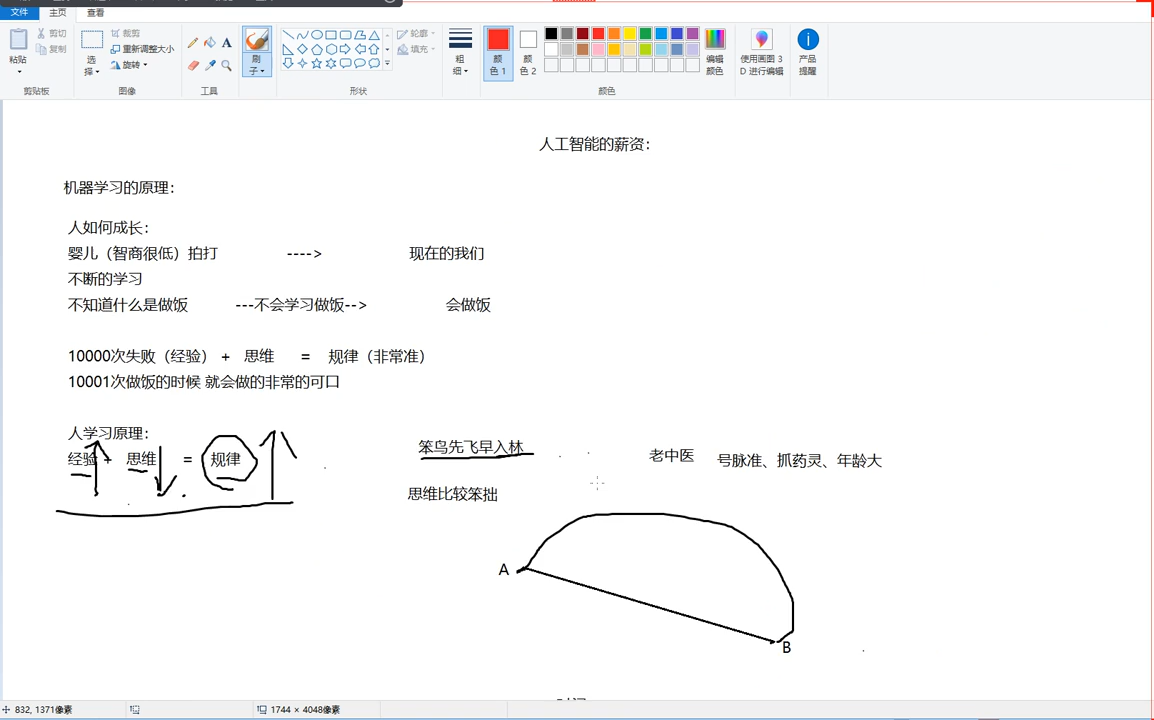 文件 主页 查看
粘贴
剪切
复制
剪贴板
选择
裁剪
重新调整大小
旋转
图像
A
工具
刷子
轮廓
填充
形状
粗细
颜色 1
颜色 2
颜色
编辑颜色
使用画图 3D 进行编辑
产品提醒
人工智能的薪资：
机器学习的原理：
人如何成长：
婴儿（智商很低）拍打 ----> 现在的我们
不断的学习
不知道什么是做饭 ---不会学习做饭--> 会做饭
10000次失败（经验） + 思维 = 规律（非常准）
10001次做饭的时候 就会做的非常的可口
人学习原理：
经验+ 思维 = 规律
笨鸟先飞早入林
老中医 号脉准、抓药灵、年龄大
思维比较笨拙
A
B
832, 1371像素
1744 × 4048像素